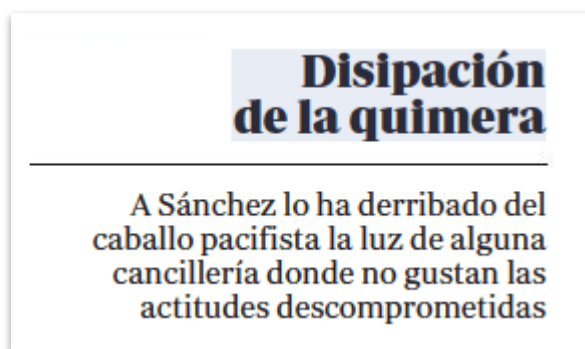 Disipación
de la quimera
A Sánchez lo ha derribado del
caballo pacifista la luz de alguna
cancillería donde no gustan las
actitudes descomprometidas